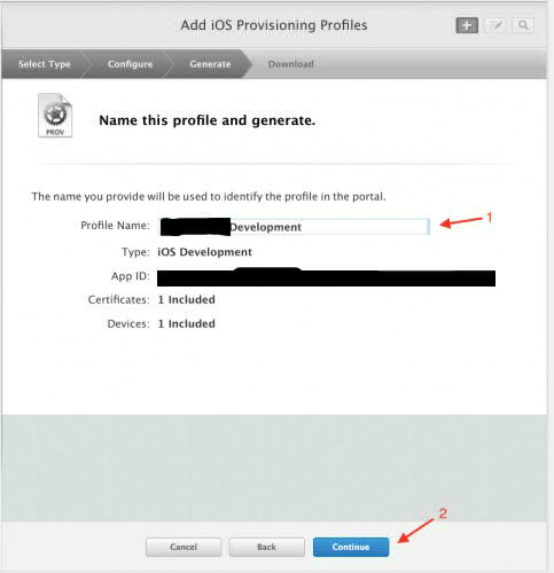 Add iOS Provisioning Profiles
Select Type Configure Generate Download
PROV
Name this profile and generate.
The name you provide will be used to identify the profile in the portal.
Profile Name: Development
1
Type: iOS Development
App ID:
Certificates: 1 Included
Devices: 1 Included
2
Cancel Back Continue